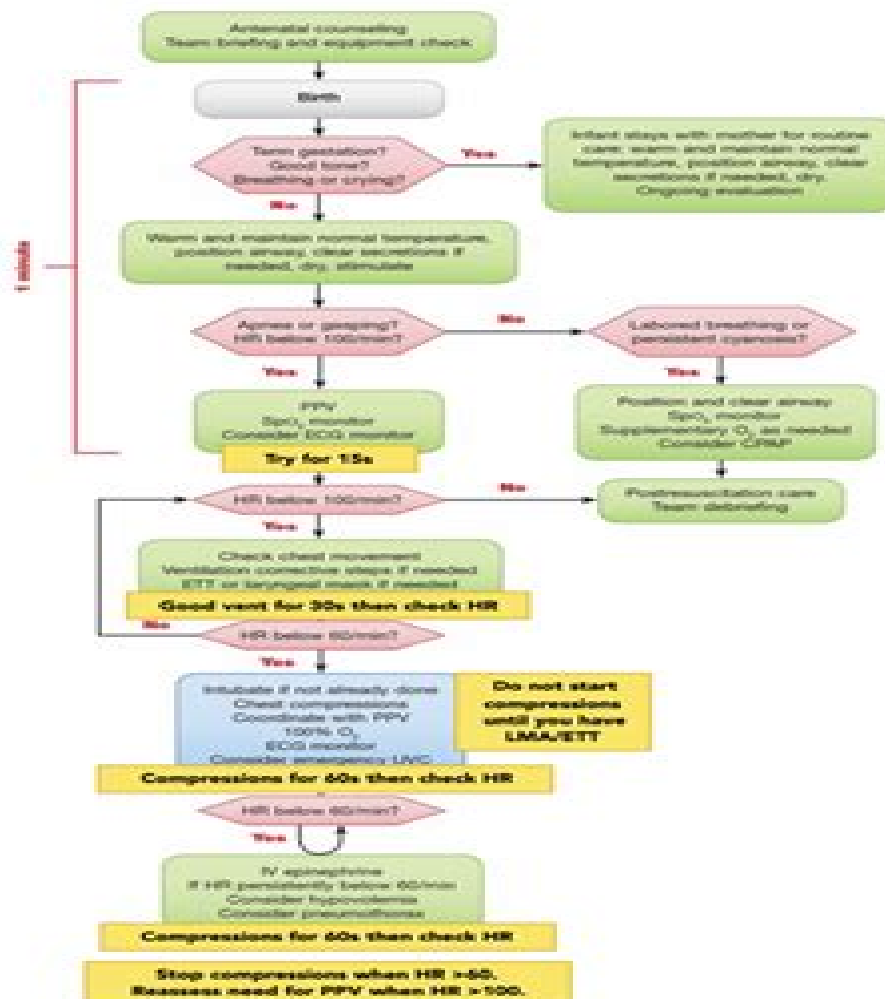 Antenatal counseling
Team briefing and equipment check
Birth
Term gestation?
Good tone?
Breathing or crying?
Yes
Infant stays with mother for routine
care: warm and maintain normal
temperature, position airway, clear
secretions if needed, dry.
Ongoing evaluation
No
1 minute
Warm and maintain normal temperature,
position airway, clear secretions if
needed, dry, stimulate
Apnea or gasping?
HR below 100/min?
No
Labored breathing or
persistent cyanosis?
Yes
Yes
PPV
SpO₂ monitor
Consider ECG monitor
Try for 15s
Position and clear airway
SpO₂ monitor
Supplementary O₂ as needed
Consider CPAP
HR below 100/min?
No
Postresuscitation care
Team debriefing
Yes
Check chest movement
Ventilation corrective steps if needed
ETT or laryngeal mask if needed
Good vent for 30s then check HR
No
HR below 60/min?
Yes
Intubate if not already done
Chest compressions
Coordinate with PPV
100% O₂
ECG monitor
Consider emergency UVC
Do not start
compressions
until you have
LMA/ETT
Compressions for 60s then check HR
HR below 60/min?
Yes
IV epinephrine
If HR persistently below 60/min
Consider hypovolemia
Consider pneumothorax
Compressions for 60s then check HR
Stop compressions when HR >60.
Reassess need for PPV when HR >100.